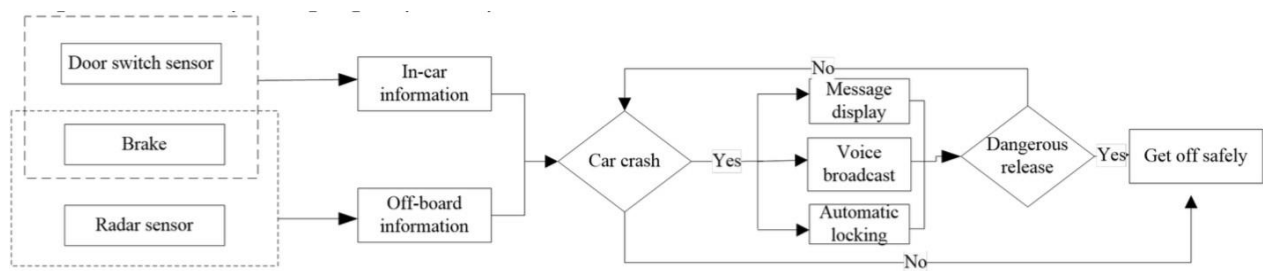 Door switch sensor
Brake
Radar sensor
In-car
information
Off-board
information
Car crash
Yes
No
Message
display
Voice
broadcast
Automatic
locking
Dangerous
release
Yes
Get off safely
No